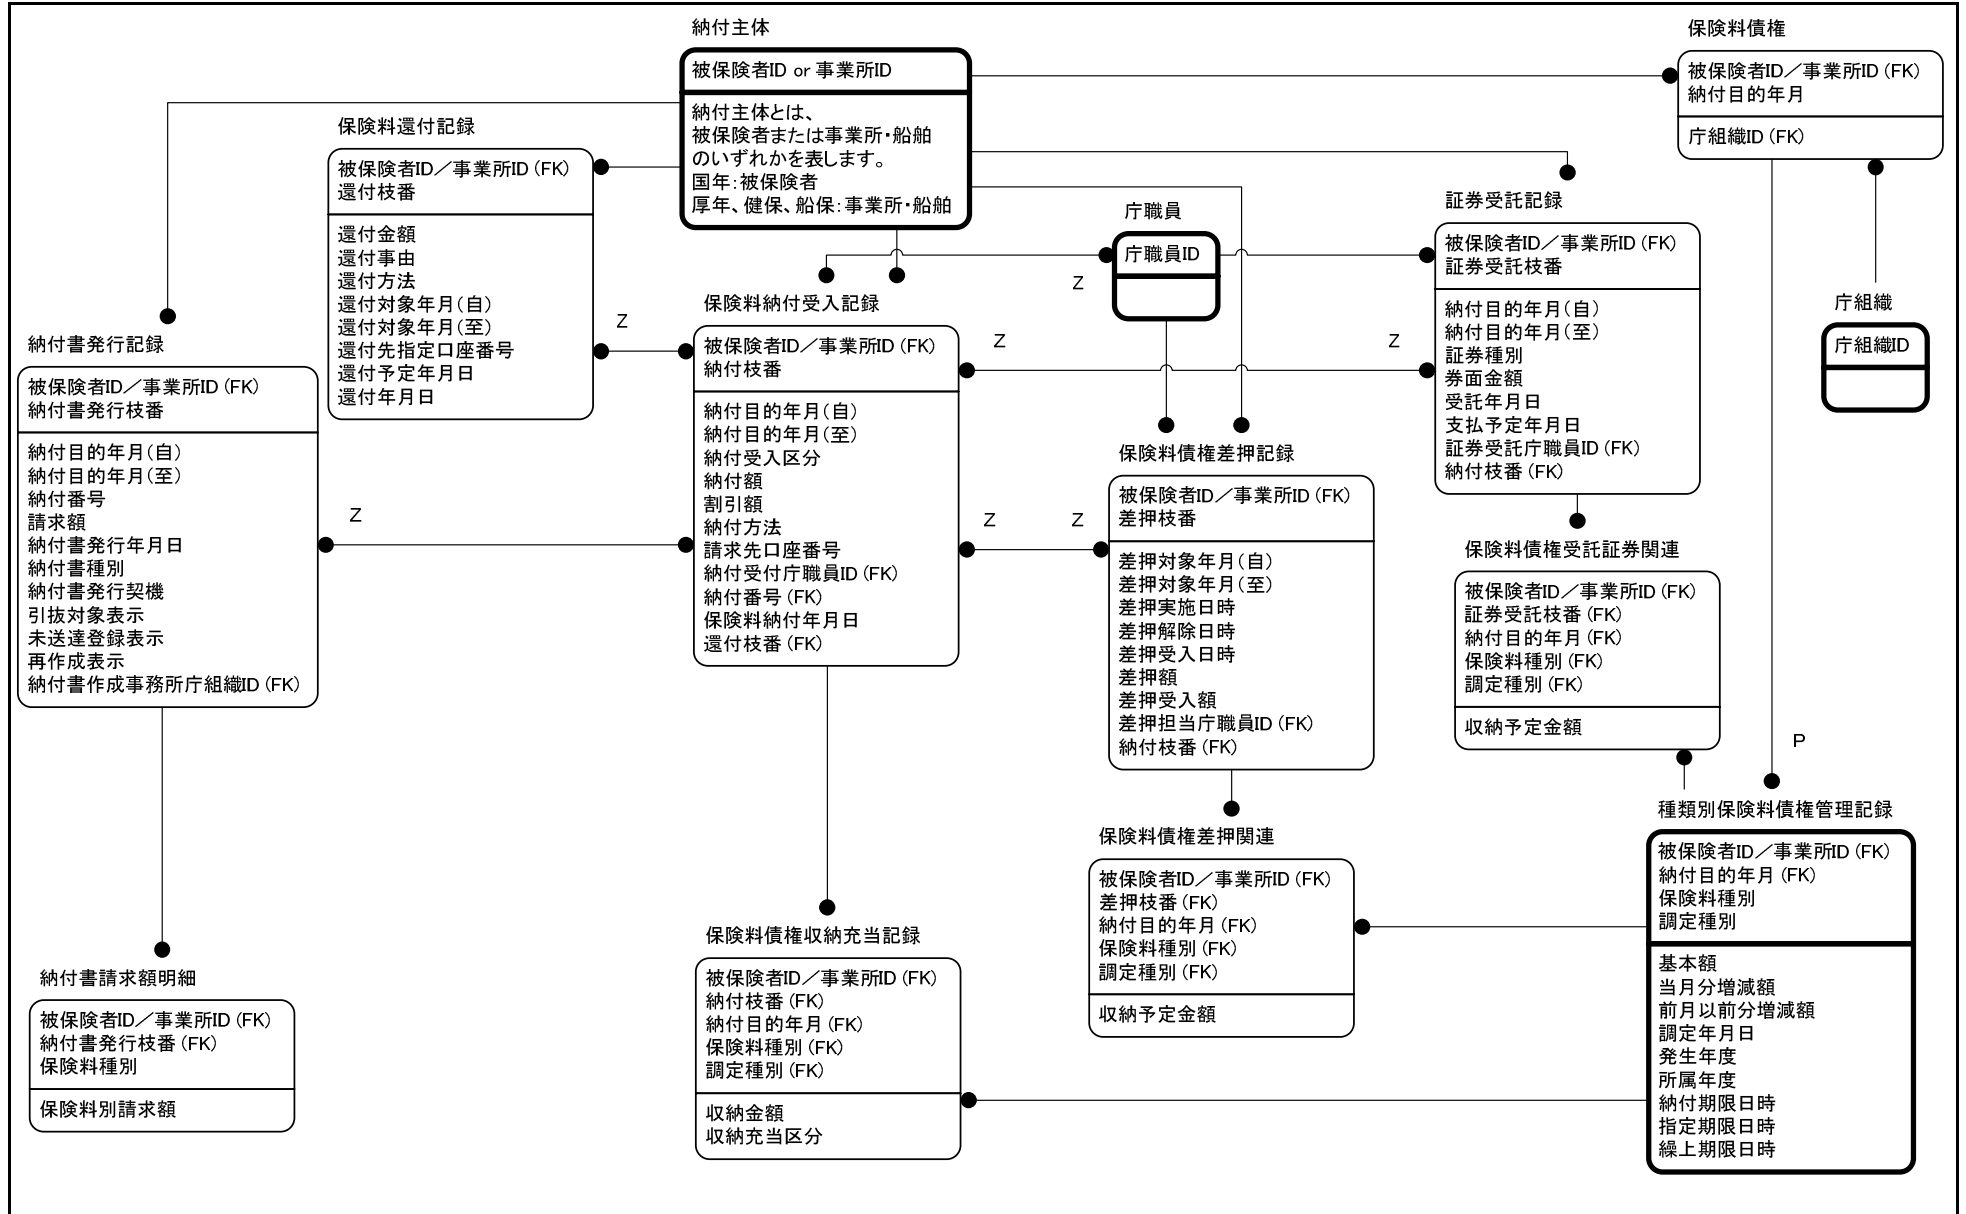 納付主体
被保険者ID or 事業所ID
納付主体とは、
被保険者または事業所・船舶
のいずれかを表します。
国年：被保険者
厚年、健保、船保：事業所・船舶
保険料債権
被保険者ID／事業所ID (FK)
納付目的年月
庁組織ID (FK)
保険料還付記録
被保険者ID／事業所ID (FK)
還付枝番
還付金額
還付事由
還付方法
還付対象年月（自）
還付対象年月（至）
還付先指定口座番号
還付予定年月日
還付年月日
庁職員
庁職員ID
証券受託記録
被保険者ID／事業所ID (FK)
証券受託枝番
納付目的年月（自）
納付目的年月（至）
証券種別
券面金額
受託年月日
支払予定年月日
証券受託庁職員ID (FK)
納付枝番 (FK)
庁組織
庁組織ID
納付書発行記録
被保険者ID／事業所ID (FK)
納付書発行枝番
納付目的年月（自）
納付目的年月（至）
納付番号
請求額
納付書発行年月日
納付書種別
納付書発行契機
引抜対象表示
未送達登録表示
再作成表示
納付書作成事務所庁組織ID (FK)
Z
Z
保険料納付受入記録
被保険者ID／事業所ID (FK)
納付枝番
納付目的年月（自）
納付目的年月（至）
納付受入区分
納付額
割引額
納付方法
請求先口座番号
納付受付庁職員ID (FK)
納付番号 (FK)
保険料納付年月日
還付枝番 (FK)
Z
Z
Z
Z
Z
保険料債権差押記録
被保険者ID／事業所ID (FK)
差押枝番
差押対象年月（自）
差押対象年月（至）
差押実施日時
差押解除日時
差押受入日時
差押額
差押受入額
差押担当庁職員ID (FK)
納付枝番 (FK)
保険料債権受託証券関連
被保険者ID／事業所ID (FK)
証券受託枝番 (FK)
納付目的年月 (FK)
保険料種別 (FK)
調定種別 (FK)
収納予定金額
P
種類別保険料債権管理記録
被保険者ID／事業所ID (FK)
納付目的年月 (FK)
保険料種別
調定種別
基本額
当月分増減額
前月以前分増減額
調定年月日
発生年度
所属年度
納付期限日時
指定期限日時
繰上期限日時
保険料債権差押関連
被保険者ID／事業所ID (FK)
差押枝番 (FK)
納付目的年月 (FK)
保険料種別 (FK)
調定種別 (FK)
収納予定金額
保険料債権収納充当記録
被保険者ID／事業所ID (FK)
納付枝番 (FK)
納付目的年月 (FK)
保険料種別 (FK)
調定種別 (FK)
収納金額
収納充当区分
納付書請求額明細
被保険者ID／事業所ID (FK)
納付書発行枝番 (FK)
保険料種別
保険料別請求額